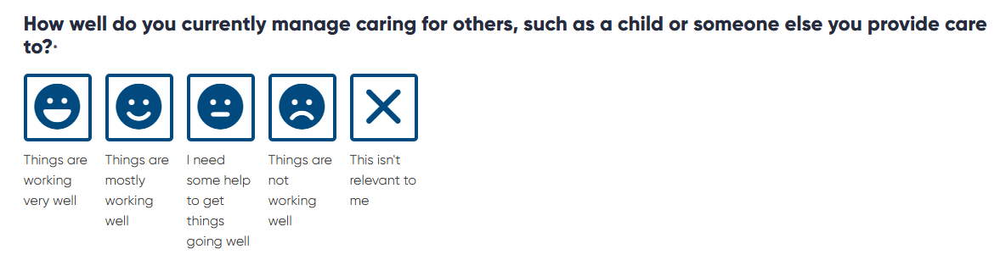 How well do you currently manage caring for others, such as a child or someone else you provide care
to?·
Things are
working
very well
Things are
mostly
working
well
I need
some help
to get
things
going well
Things are
not
working
well
This isn't
relevant to
me